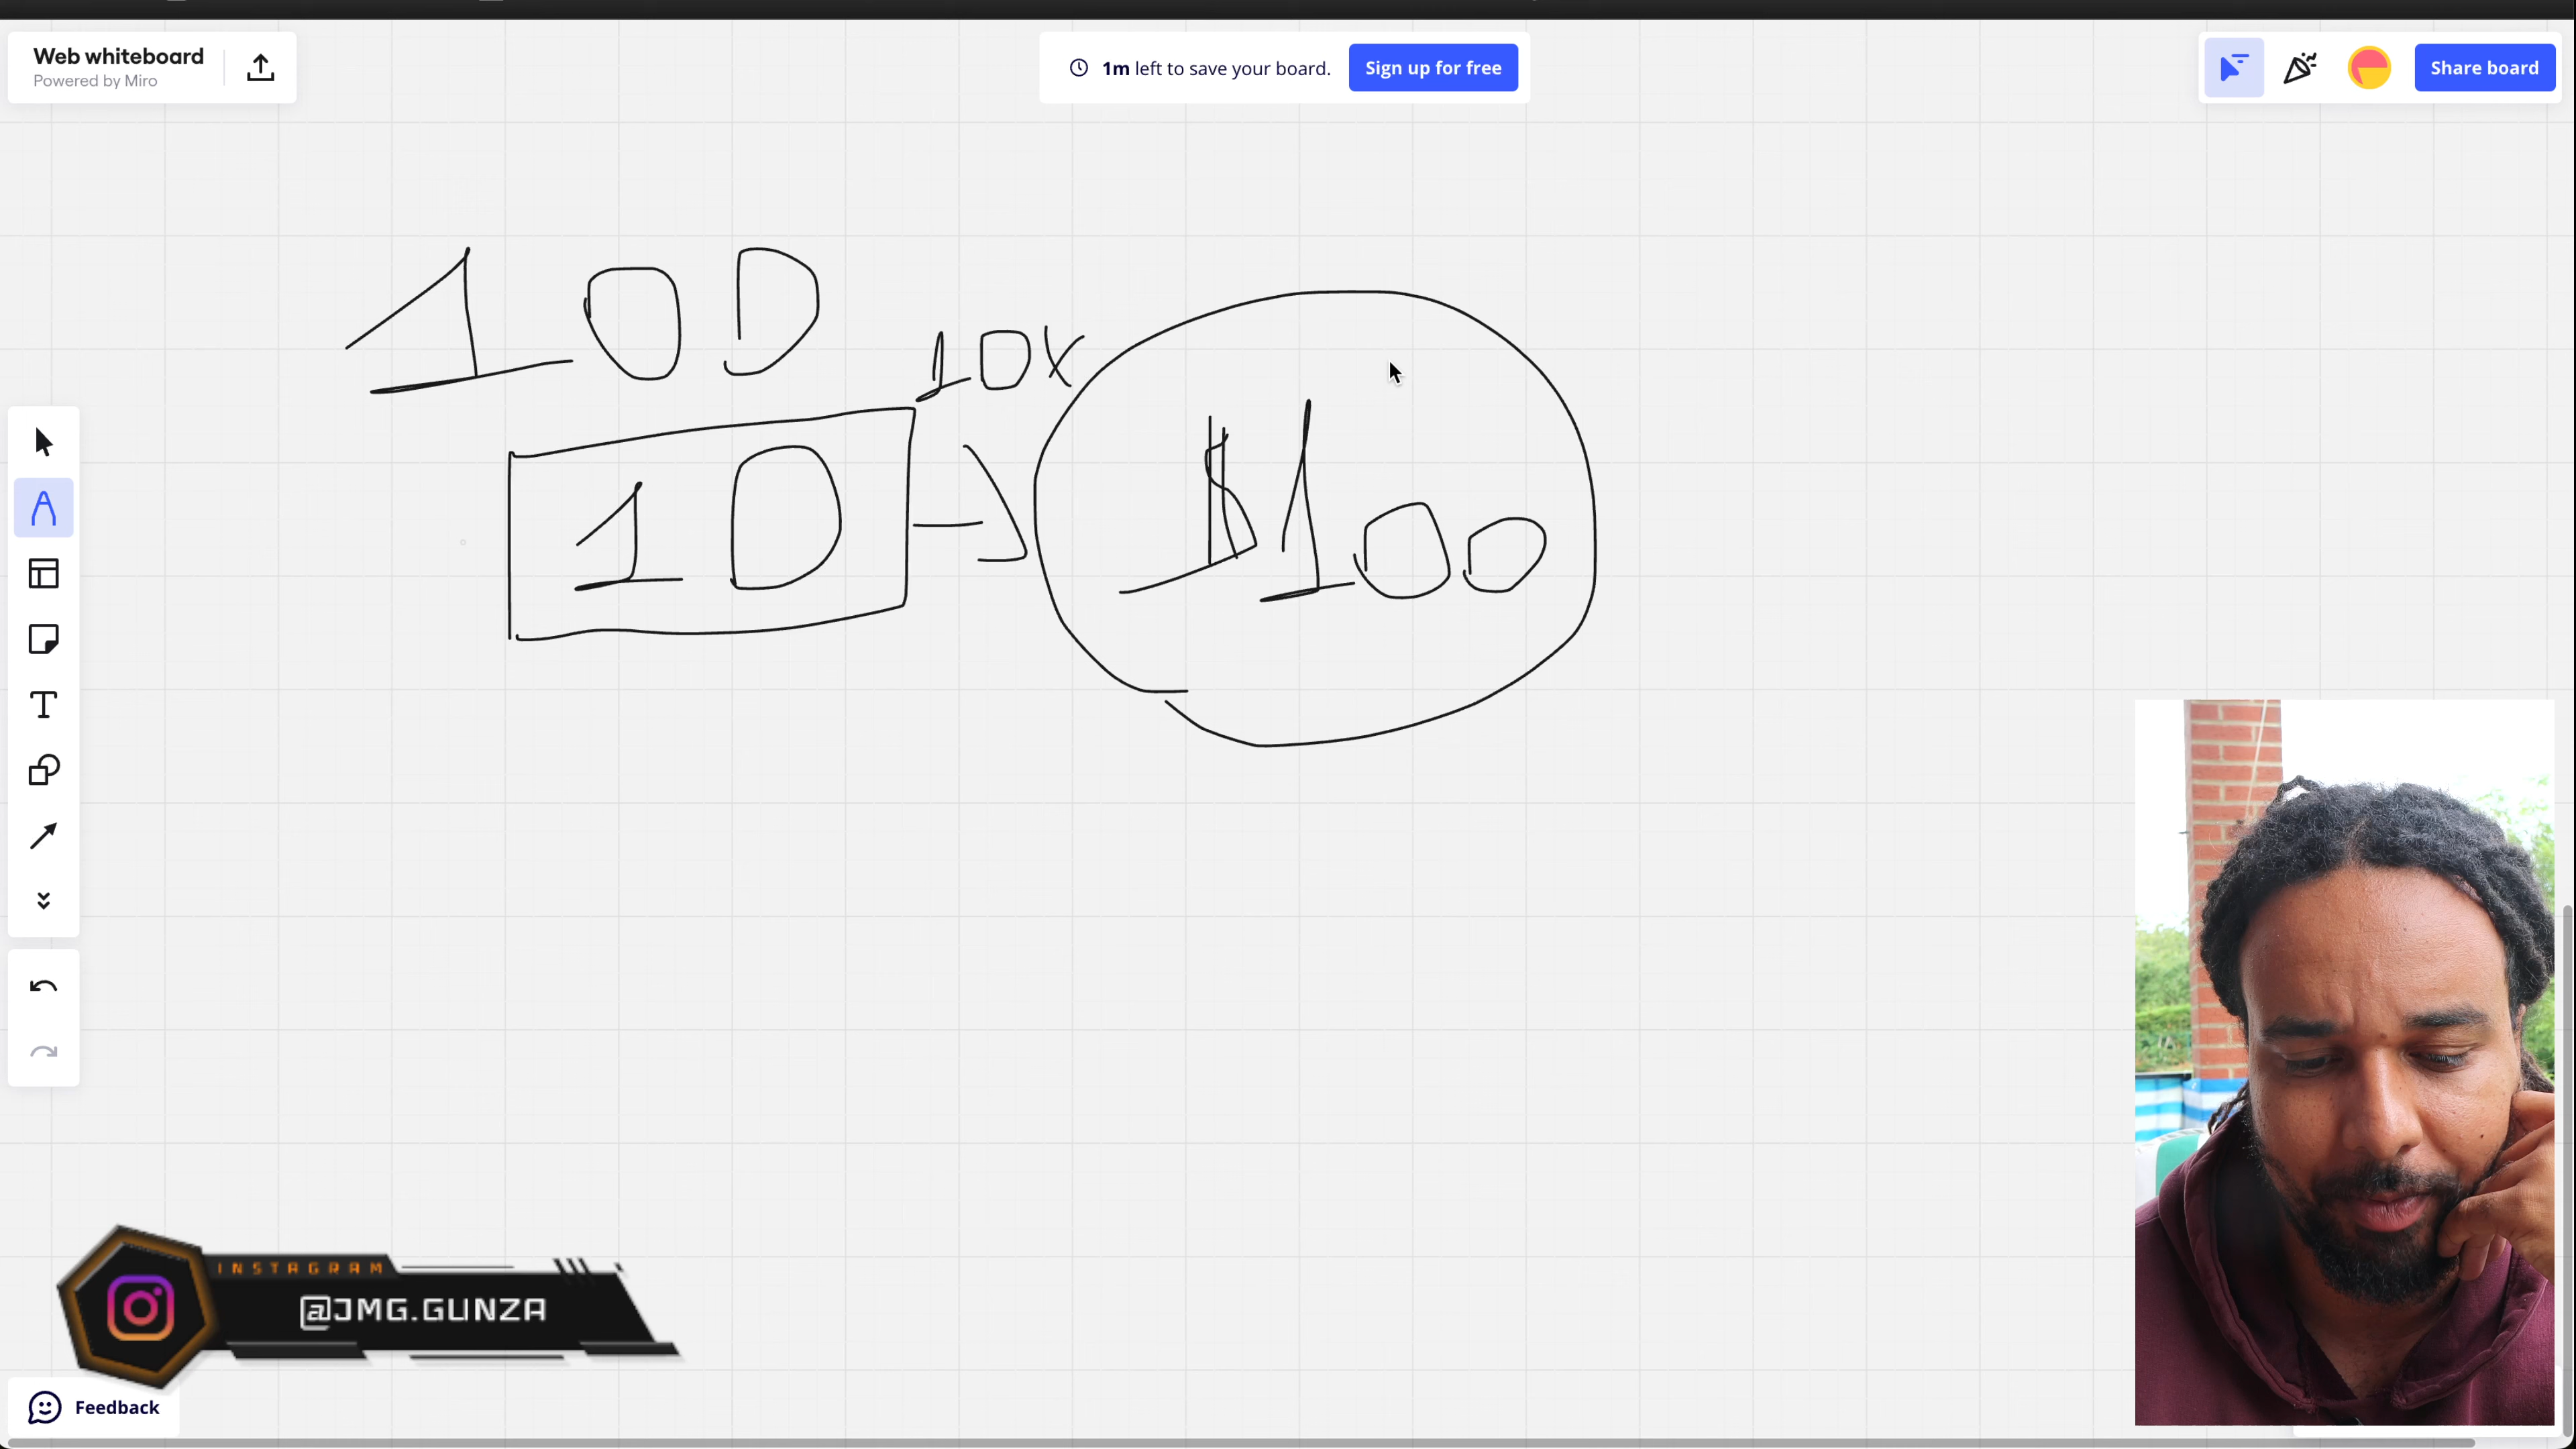 Web whiteboard
Powered by Miro
1m left to save your board.
Sign up for free
Share board
100
10x
10
$100
INSTAGRAM
@JMG.GUNZA
Feedback